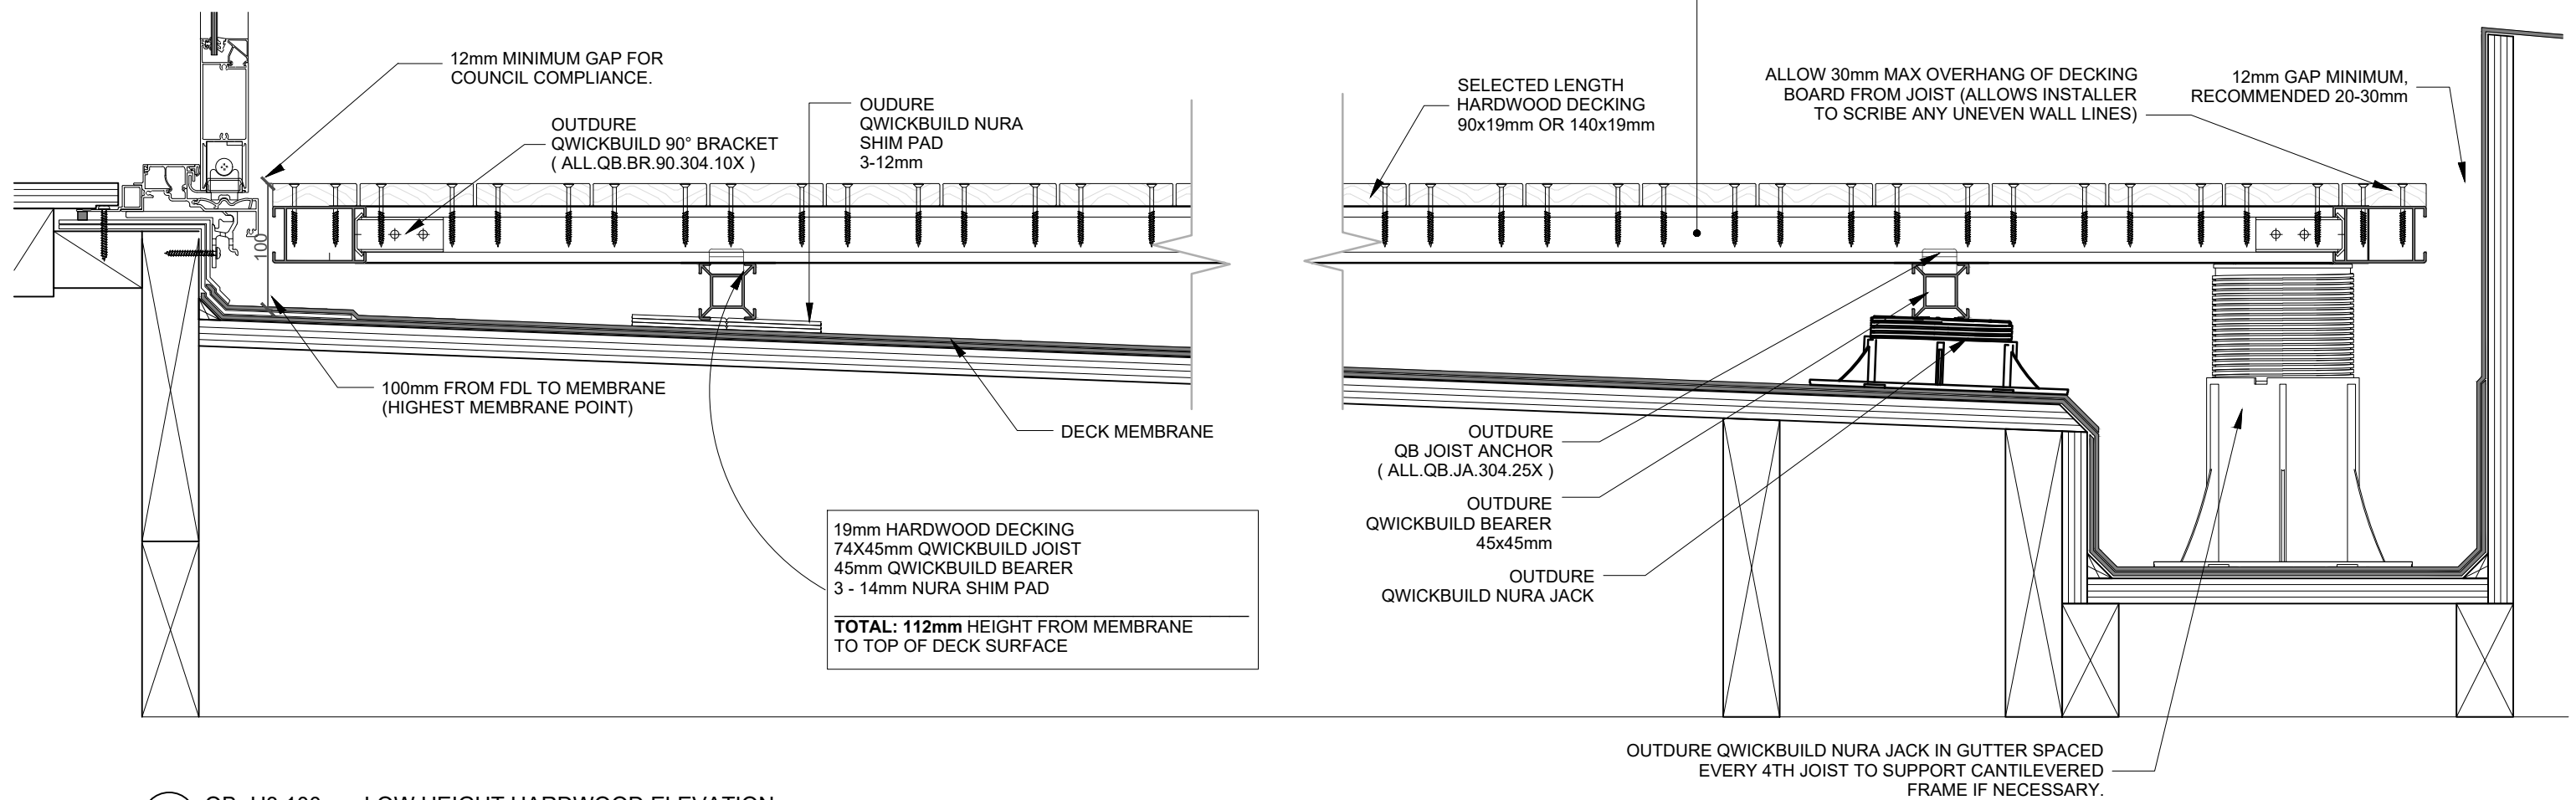 12mm MINIMUM GAP FOR
COUNCIL COMPLIANCE.
OUTDURE
QWICKBUILD 90° BRACKET
( ALL.QB.BR.90.304.10X )
OUDURE
QWICKBUILD NURA
SHIM PAD
3-12mm
SELECTED LENGTH
HARDWOOD DECKING
90x19mm OR 140x19mm
ALLOW 30mm MAX OVERHANG OF DECKING
BOARD FROM JOIST (ALLOWS INSTALLER
TO SCRIBE ANY UNEVEN WALL LINES)
12mm GAP MINIMUM,
RECOMMENDED 20-30mm
100
100mm FROM FDL TO MEMBRANE
(HIGHEST MEMBRANE POINT)
DECK MEMBRANE
19mm HARDWOOD DECKING
74X45mm QWICKBUILD JOIST
45mm QWICKBUILD BEARER
3 - 14mm NURA SHIM PAD
TOTAL: 112mm HEIGHT FROM MEMBRANE
TO TOP OF DECK SURFACE
OUTDURE
QB JOIST ANCHOR
( ALL.QB.JA.304.25X )
OUTDURE
QWICKBUILD BEARER
45x45mm
OUTDURE
QWICKBUILD NURA JACK
OUTDURE QWICKBUILD NURA JACK IN GUTTER SPACED
EVERY 4TH JOIST TO SUPPORT CANTILEVERED
FRAME IF NECESSARY.
LOW HEIGHT HARDWOOD ELEVATION